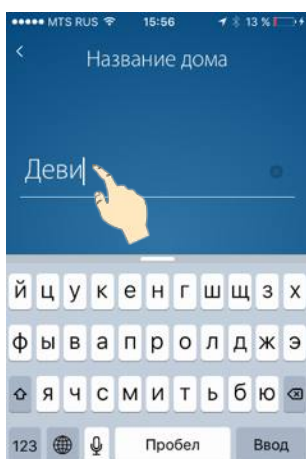 MTS RUS 15:56 13 %
Название дома
Деви
й ц у к е н г ш щ з х
ф ы в а п р о л д ж э
я ч с м и т ь б ю
123 Пробел Ввод